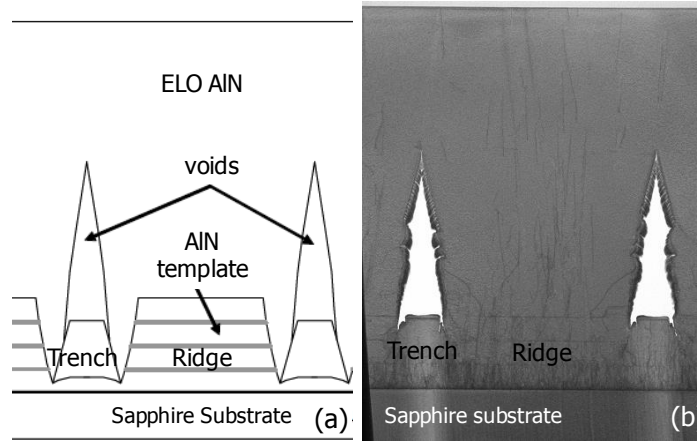 ELO AlN
voids
AlN
template
Trench
Ridge
Sapphire Substrate
(a)
Trench
Ridge
Sapphire substrate
(b